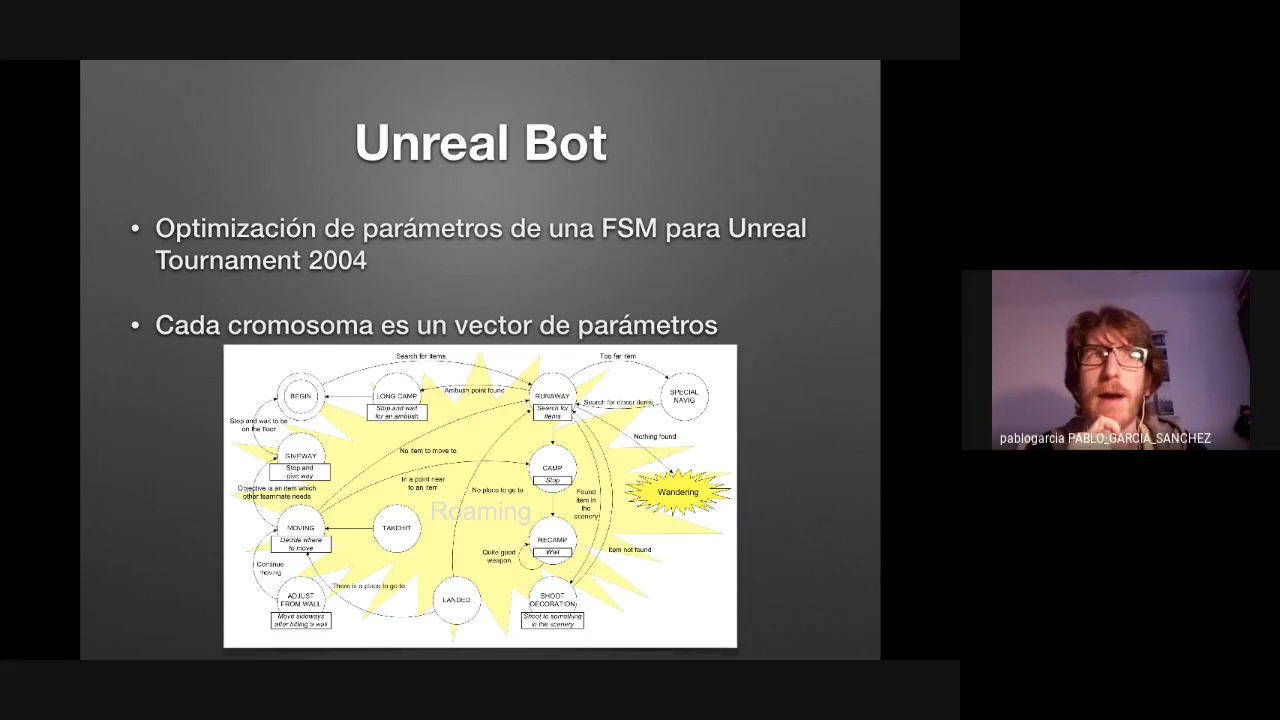 Unreal Bot
• Optimización de parámetros de una FSM para Unreal
Tournament 2004
• Cada cromosoma es un vector de parámetros
Search for items
Too far item
BEGIN
LONG CAMP
Stop and wait
for an ambush
Ambush point found
RUNAWAY
Search for
items
Search for closer items
SPECIAL
NAVIG
Stop and wait to be
on the floor
Nothing found
GIVEWAY
Stop and
give way
No item to move to
CAMP
Stop
In a point near
to an item
No place to go to
Objective is an item which
other teammate needs
Found
item in
the
scenery
Wandering
Roaming
MOVING
Decide where
to move
TAKEHIT
RECAMP
Wait
Quite good
weapon
Item not found
Continue
moving
There is a place to go to
ADJUST
FROM WALL
Move sideways
after hitting a wall
LANDED
SHOOT
DECORATION
Shoot to something
in the scenery
pablogarcia PABLO_GARCIA_SANCHEZ